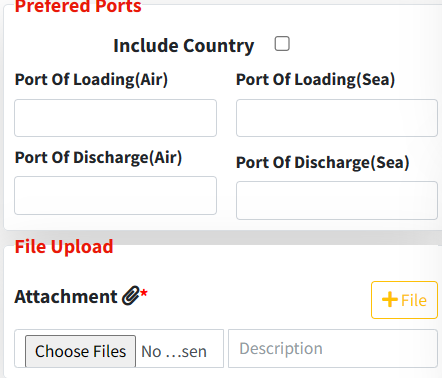 Prefered Ports
Include Country
Port Of Loading(Air) Port Of Loading(Sea)
Port Of Discharge(Air) Port Of Discharge(Sea)
File Upload
Attachment * +File
Choose Files No ...sen Description